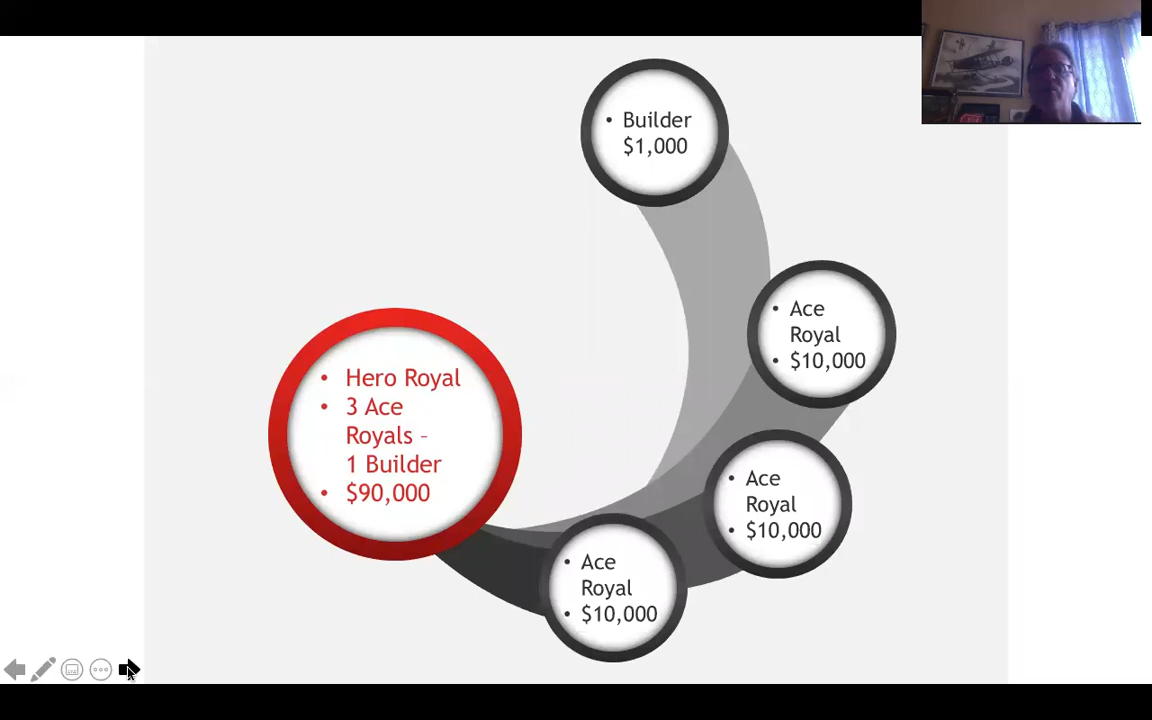 • Builder
$1,000
• Ace
Royal
• $10,000
• Hero Royal
• 3 Ace
Royals –
1 Builder
• $90,000
• Ace
Royal
• $10,000
• Ace
Royal
• $10,000